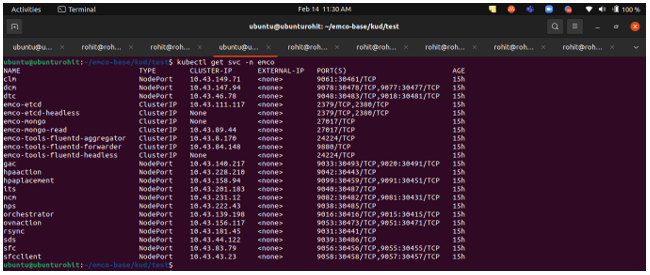 Activities Terminal Feb 14 11:30 AM 100 %
ubuntu@ubunturohit: ~/emco-base/kud/test
ubuntu@u... × rohit@roh... × rohit@roh... × ubuntu@u... × rohit@roh... × rohit@roh... × rohit@roh... × rohit@roh... × rohit@roh... ×
ubuntu@ubunturohit:~/emco-base/kud/test$ kubectl get svc -n emco
NAME TYPE CLUSTER-IP EXTERNAL-IP PORT(S) AGE
clm NodePort 10.43.149.71 <none> 9061:30461/TCP 15h
dcm NodePort 10.43.147.94 <none> 9078:30478/TCP,9077:30477/TCP 15h
dtc NodePort 10.43.46.78 <none> 9048:30483/TCP,9018:30481/TCP 15h
emco-etcd ClusterIP 10.43.111.117 <none> 2379/TCP,2380/TCP 15h
emco-etcd-headless ClusterIP None <none> 2379/TCP,2380/TCP 15h
emco-mongo ClusterIP None <none> 27017/TCP 15h
emco-mongo-read ClusterIP 10.43.89.44 <none> 27017/TCP 15h
emco-tools-fluentd-aggregator ClusterIP 10.43.8.170 <none> 24224/TCP 15h
emco-tools-fluentd-forwarder ClusterIP 10.43.84.148 <none> 9880/TCP 15h
emco-tools-fluentd-headless ClusterIP None <none> 24224/TCP 15h
gac NodePort 10.43.140.217 <none> 9033:30493/TCP,9020:30491/TCP 15h
hpaaction NodePort 10.43.228.210 <none> 9042:30443/TCP 15h
hpaplacement NodePort 10.43.158.94 <none> 9099:30459/TCP,9091:30451/TCP 15h
its NodePort 10.43.201.183 <none> 9040:30487/TCP 15h
ncm NodePort 10.43.231.12 <none> 9082:30482/TCP,9081:30431/TCP 15h
nps NodePort 10.43.222.43 <none> 9038:30485/TCP 15h
orchestrator NodePort 10.43.139.198 <none> 9016:30416/TCP,9015:30415/TCP 15h
ovnaction NodePort 10.43.156.117 <none> 9053:30473/TCP,9051:30471/TCP 15h
rsync NodePort 10.43.181.45 <none> 9031:30441/TCP 15h
sds NodePort 10.43.44.122 <none> 9039:30486/TCP 15h
sfc NodePort 10.43.83.79 <none> 9056:30456/TCP,9055:30455/TCP 15h
sfcclient NodePort 10.43.43.23 <none> 9058:30458/TCP,9057:30457/TCP 15h
ubuntu@ubunturohit:~/emco-base/kud/test$